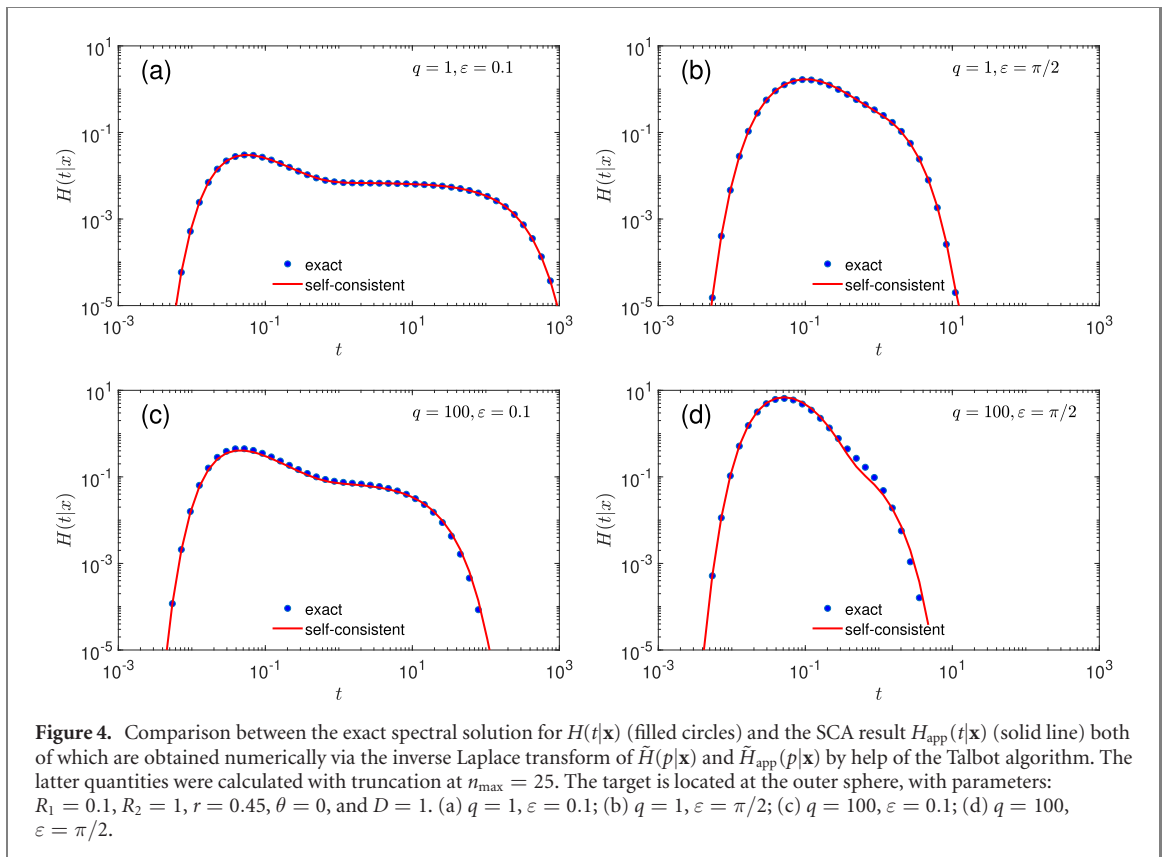 (a)
q = 1, ε = 0.1
H(t|x)
10^1
10^-1
10^-3
10^-5
exact
self-consistent
10^-3
10^-1
10^1
10^3
t
(b)
q = 1, ε = π/2
H(t|x)
10^1
10^-1
10^-3
10^-5
exact
self-consistent
10^-3
10^-1
10^1
10^3
t
(c)
q = 100, ε = 0.1
H(t|x)
10^1
10^-1
10^-3
10^-5
exact
self-consistent
10^-3
10^-1
10^1
10^3
t
(d)
q = 100, ε = π/2
H(t|x)
10^1
10^-1
10^-3
10^-5
exact
self-consistent
10^-3
10^-1
10^1
10^3
t
Figure 4. Comparison between the exact spectral solution for H(t|x) (filled circles) and the SCA result H_app(t|x) (solid line) both
of which are obtained numerically via the inverse Laplace transform of H̃(p|x) and H̃_app(p|x) by help of the Talbot algorithm. The
latter quantities were calculated with truncation at n_max = 25. The target is located at the outer sphere, with parameters:
R_1 = 0.1, R_2 = 1, r = 0.45, θ = 0, and D = 1. (a) q = 1, ε = 0.1; (b) q = 1, ε = π/2; (c) q = 100, ε = 0.1; (d) q = 100,
ε = π/2.